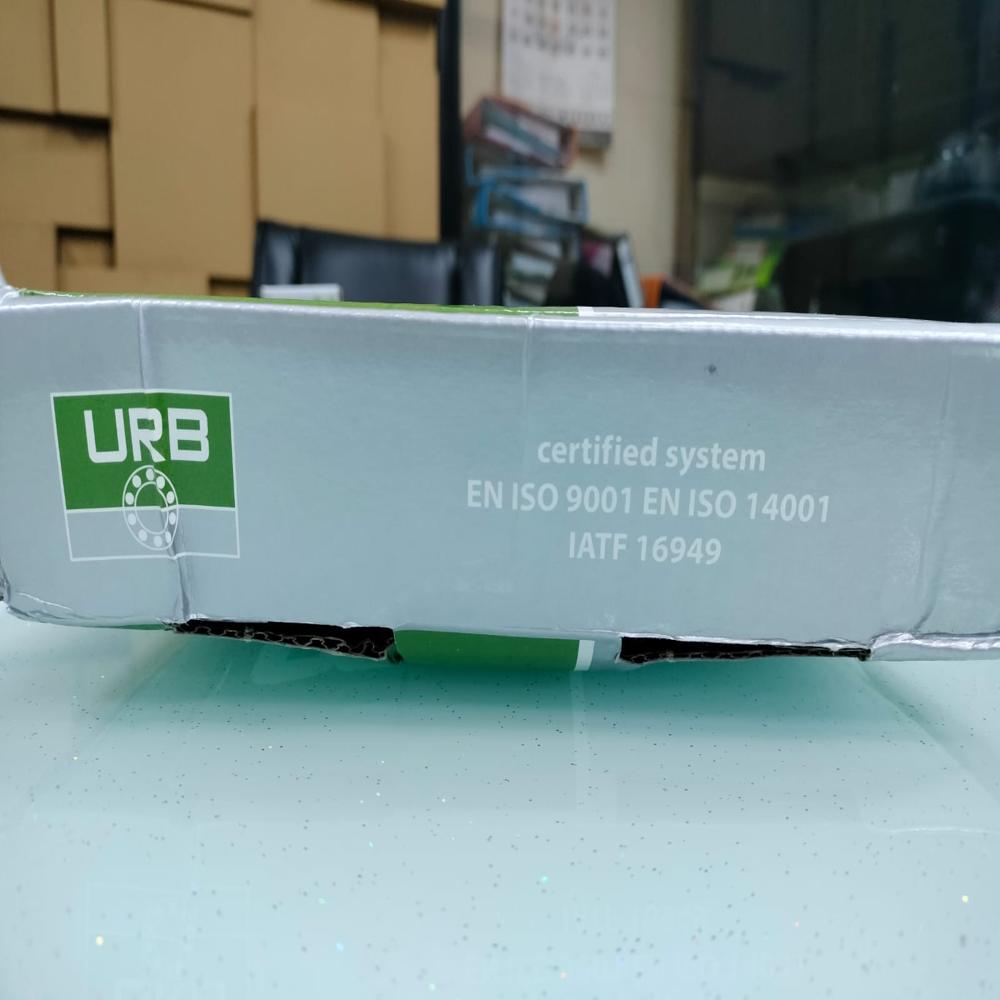 URB
certified system
EN ISO 9001 EN ISO 14001
IATF 16949